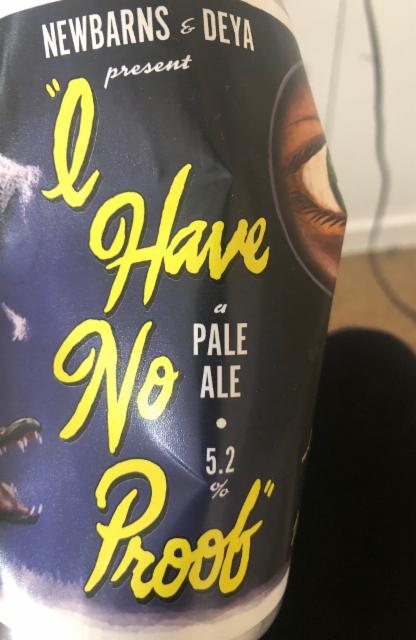 NEWBARNS & DEYA
present
"I
Have
a
No
PALE
ALE
•
5.2
%
Proof"